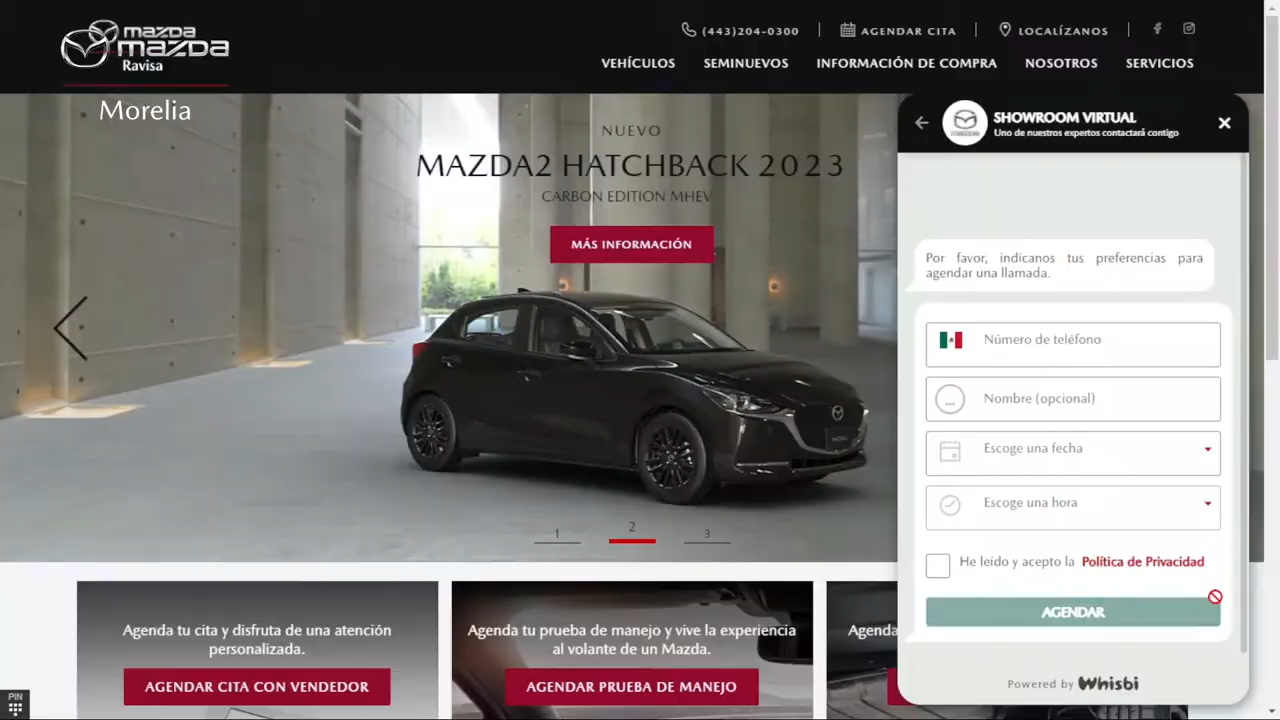 mazda
mazda
Ravisa
Morelia
(443)204-0300
AGENDAR CITA
LOCALÍZANOS
VEHÍCULOS
SEMINUEVOS
INFORMACIÓN DE COMPRA
NOSOTROS
SERVICIOS
NUEVO
MAZDA2 HATCHBACK 2023
CARBON EDITION MHEV
MÁS INFORMACIÓN
1
2
3
Agenda tu cita y disfruta de una atención
personalizada.
AGENDAR CITA CON VENDEDOR
Agenda tu prueba de manejo y vive la experiencia
al volante de un Mazda.
AGENDAR PRUEBA DE MANEJO
Agenda
SHOWROOM VIRTUAL
Uno de nuestros expertos contactará contigo
Por favor, indícanos tus preferencias para
agendar una llamada.
Número de teléfono
Nombre (opcional)
Escoge una fecha
Escoge una hora
He leído y acepto la Política de Privacidad
AGENDAR
Powered by Whisbi
PIN